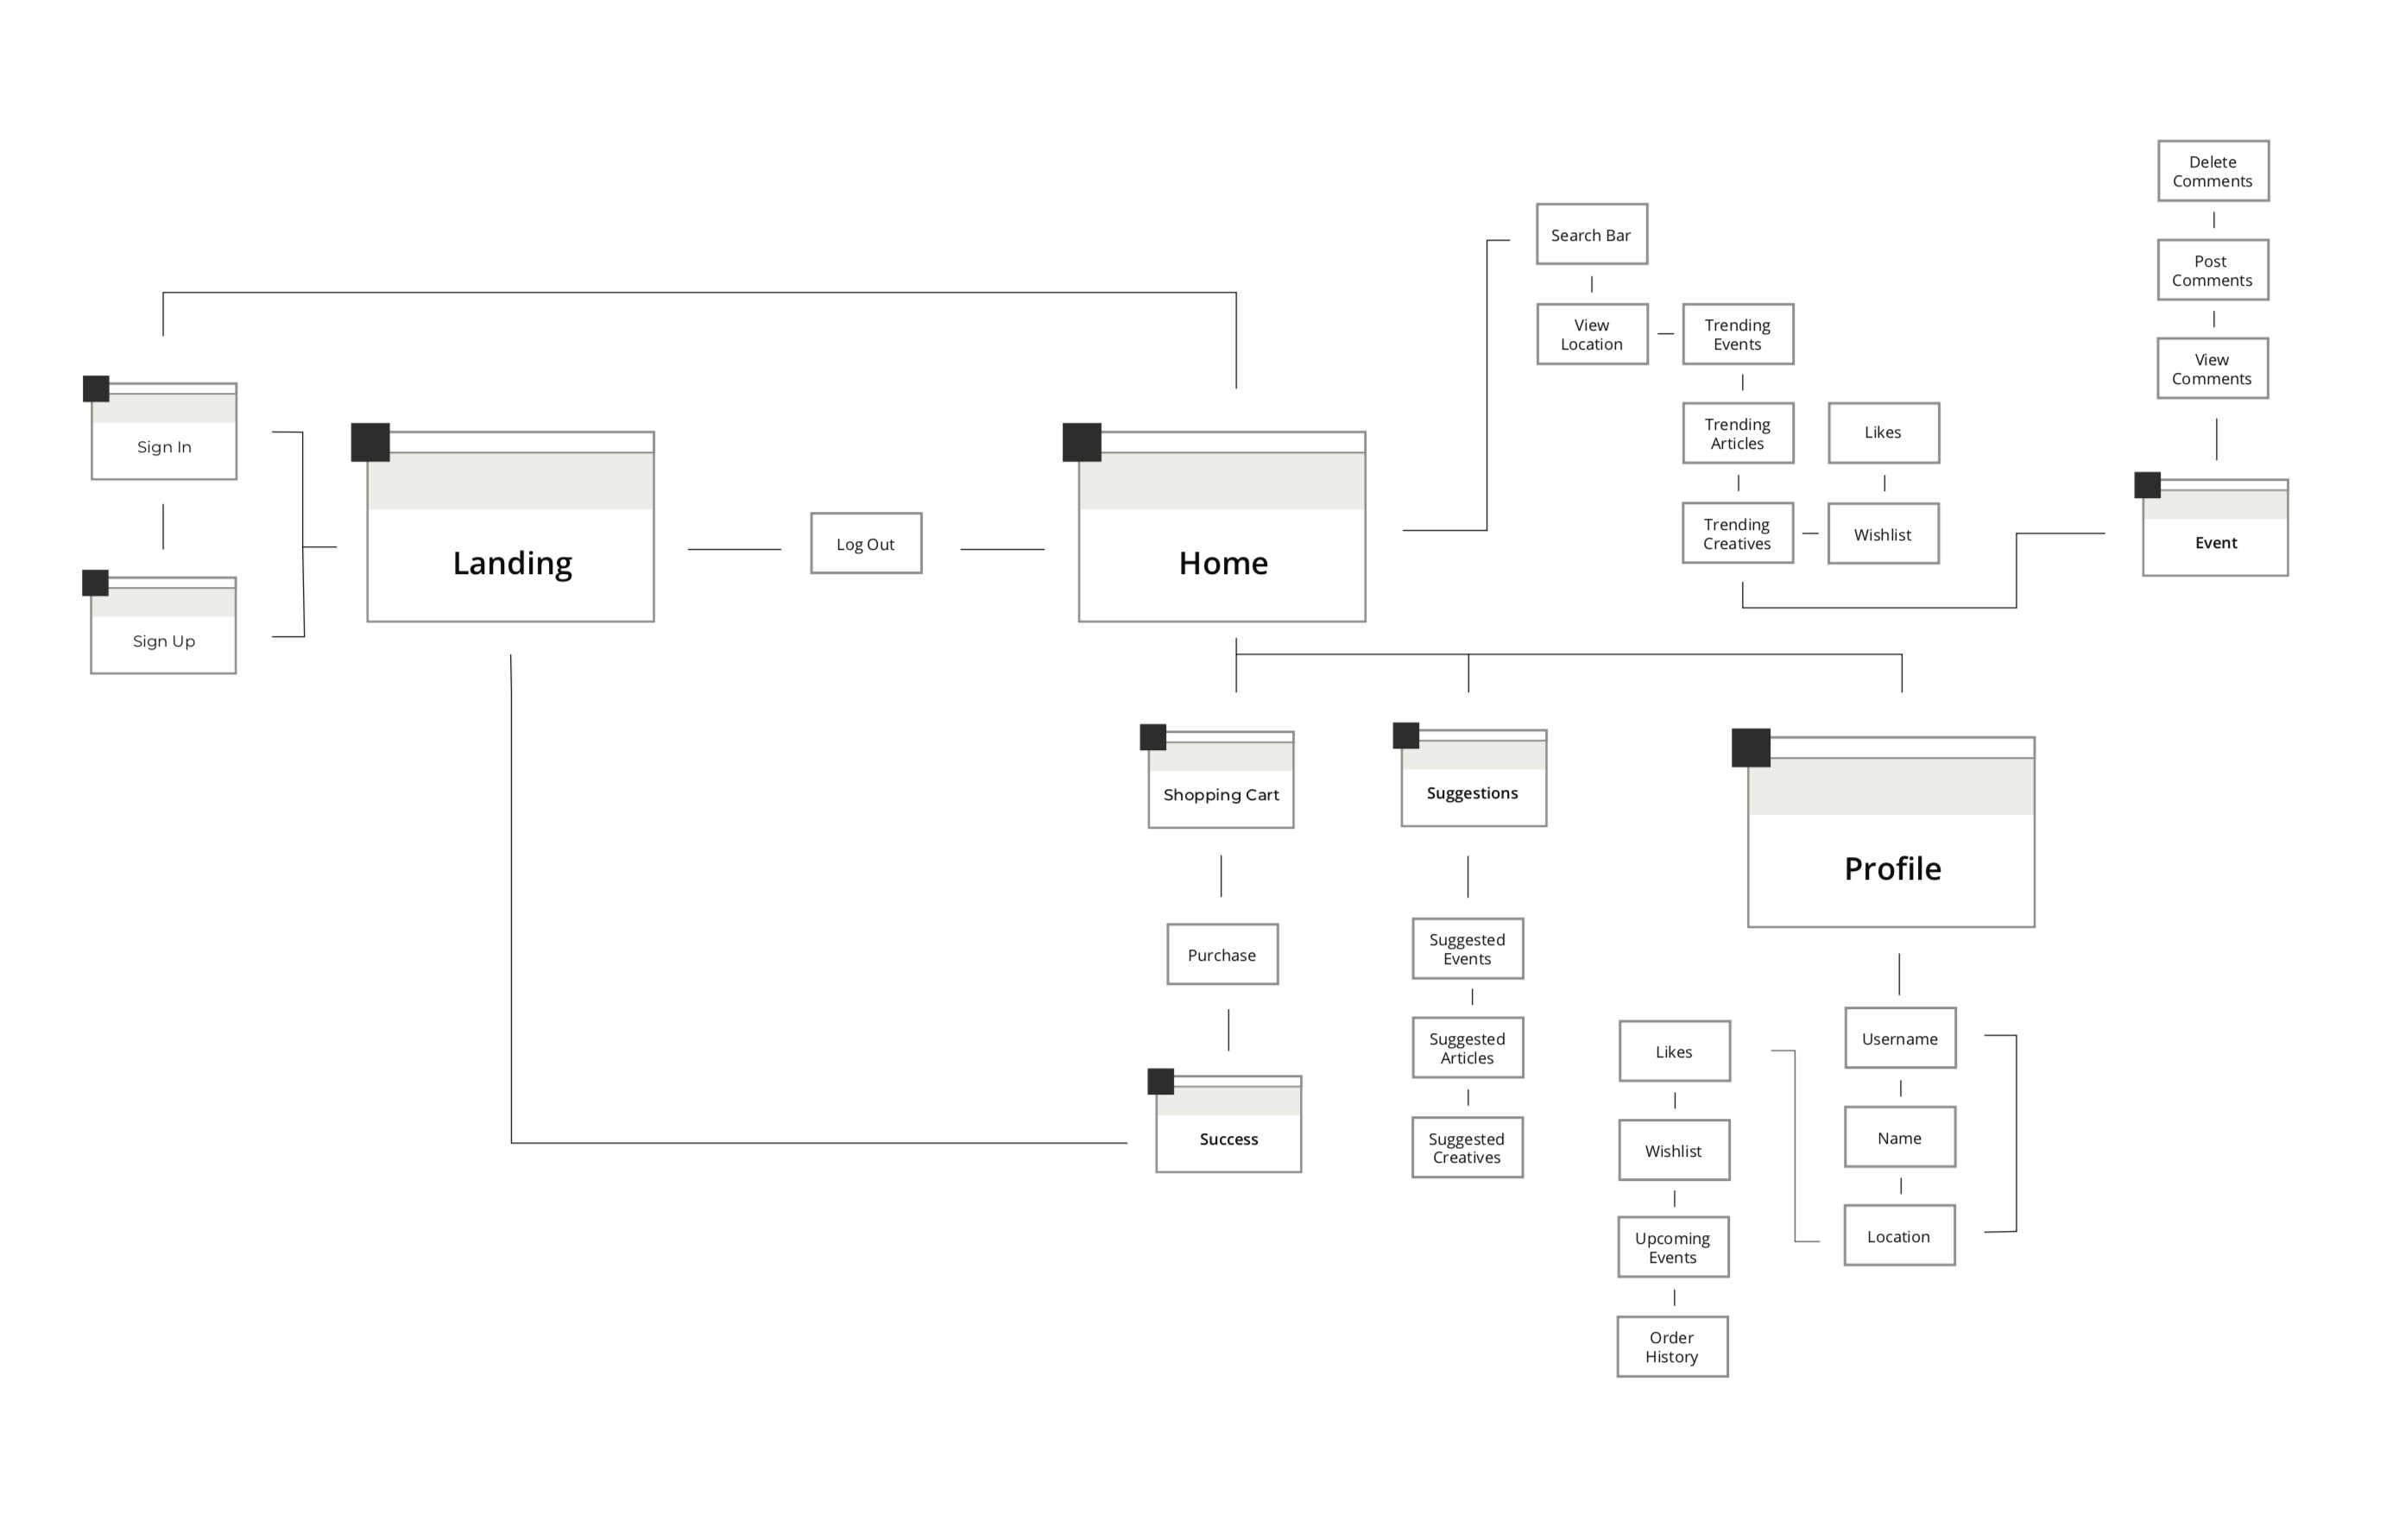 Delete
Comments
Search Bar
Post
Comments
View
Location
Trending
Events
View
Comments
Sign In
Trending
Articles
Likes
Landing
Log Out
Home
Trending
Creatives
Wishlist
Event
Sign Up
Shopping Cart
Suggestions
Profile
Purchase
Suggested
Events
Likes
Username
Suggested
Articles
Success
Suggested
Creatives
Wishlist
Name
Upcoming
Events
Location
Order
History